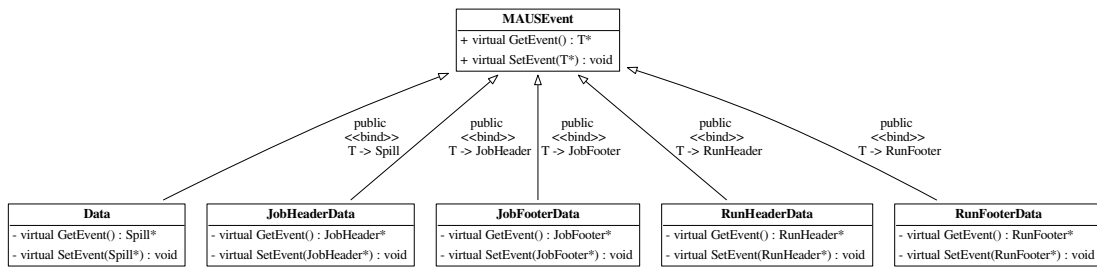 MAUSEvent
+ virtual GetEvent() : T*
+ virtual SetEvent(T*) : void
public
<<bind>>
T -> Spill
public
<<bind>>
T -> JobHeader
public
<<bind>>
T -> JobFooter
public
<<bind>>
T -> RunHeader
public
<<bind>>
T -> RunFooter
Data
- virtual GetEvent() : Spill*
- virtual SetEvent(Spill*) : void
JobHeaderData
- virtual GetEvent() : JobHeader*
- virtual SetEvent(JobHeader*) : void
JobFooterData
- virtual GetEvent() : JobFooter*
- virtual SetEvent(JobFooter*) : void
RunHeaderData
- virtual GetEvent() : RunHeader*
- virtual SetEvent(RunHeader*) : void
RunFooterData
- virtual GetEvent() : RunFooter*
- virtual SetEvent(RunFooter*) : void